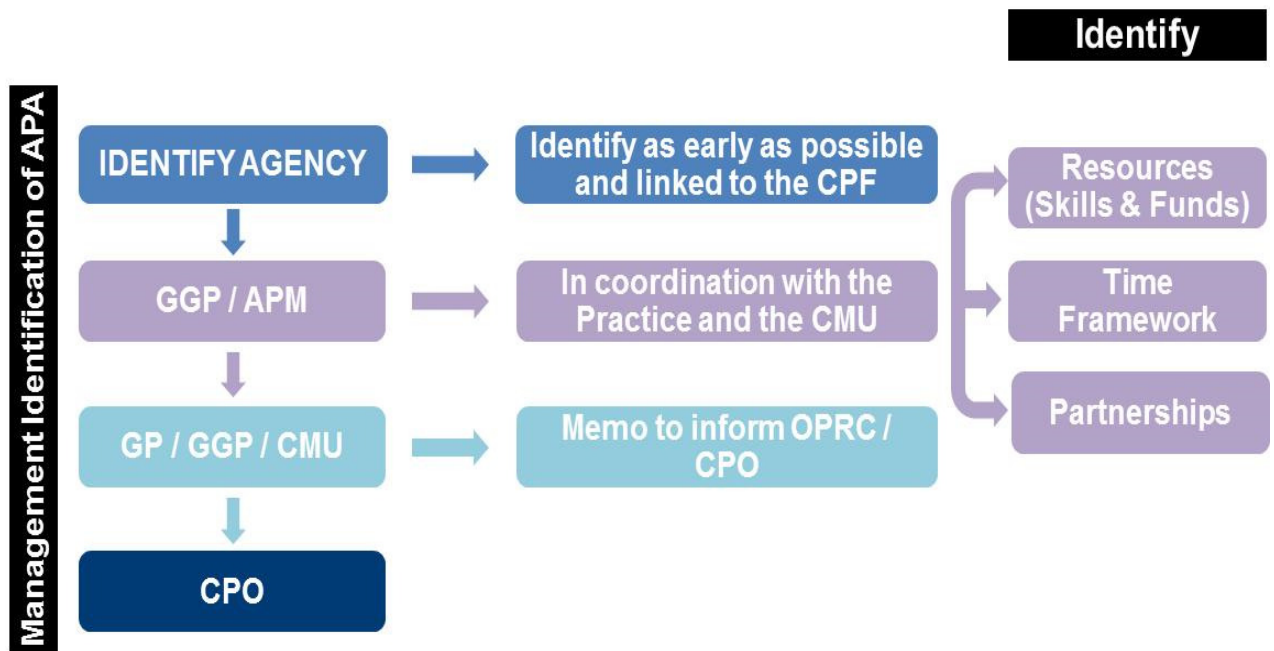 Identify
Management Identification of APA
IDENTIFY AGENCY
Identify as early as possible
and linked to the CPF
Resources
(Skills & Funds)
GGP / APM
In coordination with the
Practice and the CMU
Time
Framework
GP / GGP / CMU
Memo to inform OPRC /
CPO
Partnerships
CPO